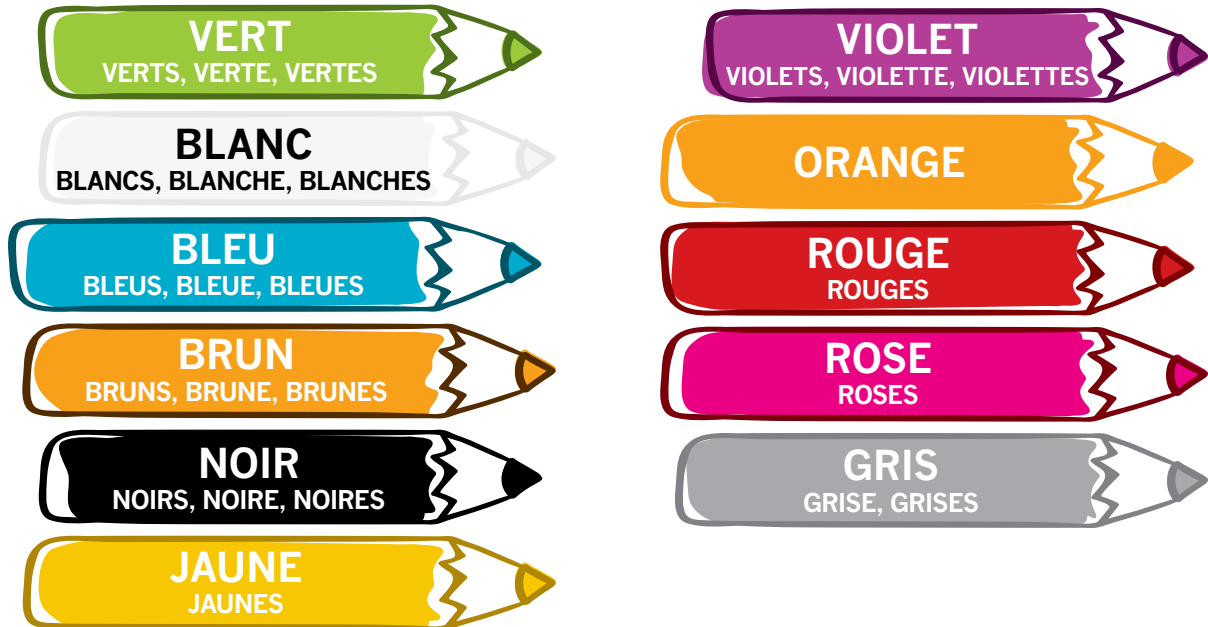 VERT
VERTS, VERTE, VERTES
BLANC
BLANCS, BLANCHE, BLANCHES
BLEU
BLEUS, BLEUE, BLEUES
BRUN
BRUNS, BRUNE, BRUNES
NOIR
NOIRS, NOIRE, NOIRES
JAUNE
JAUNES
VIOLET
VIOLETS, VIOLETTE, VIOLETTES
ORANGE
ROUGE
ROUGES
ROSE
ROSES
GRIS
GRISE, GRISES